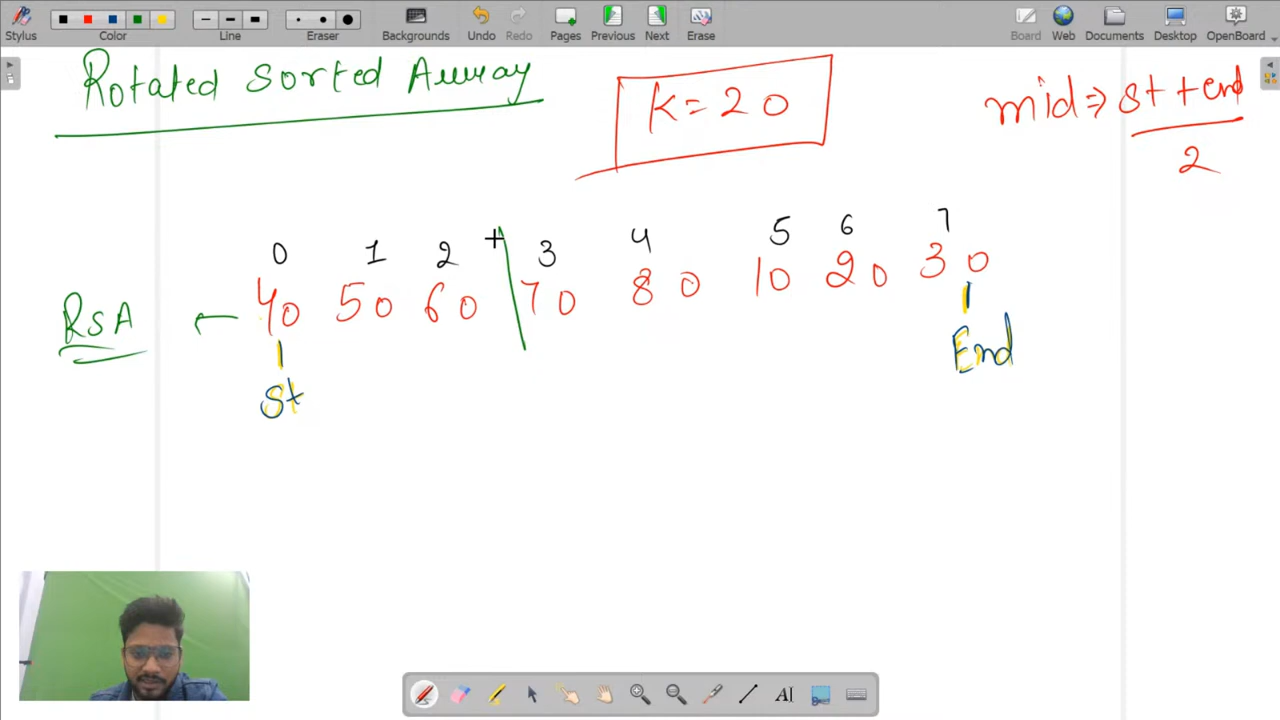 Color
Line
Eraser
Stylus
Backgrounds
Undo
Redo
Pages
Previous
Next
Erase
Board
Web
Documents
Desktop
OpenBoard
Rotated Sorted Array
K=20
mid⇒ st + end
2
0 1 2 3 4 5 6 7
RSA ← 40 50 60 70 80 10 20 30
St
End